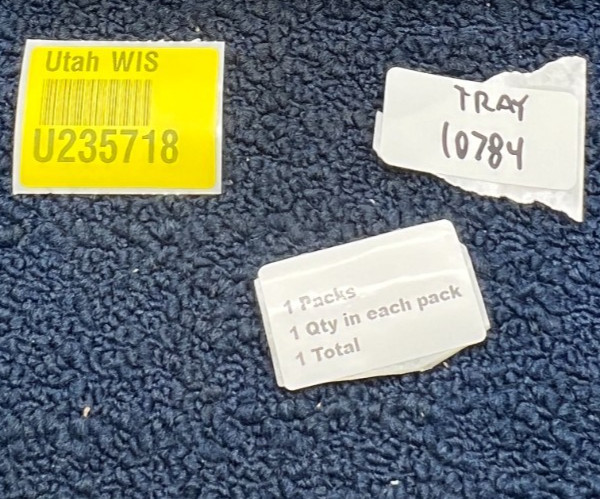 Utah WIS
U235718
TRAY
10784
1 Packs
1 Qty in each pack
1 Total